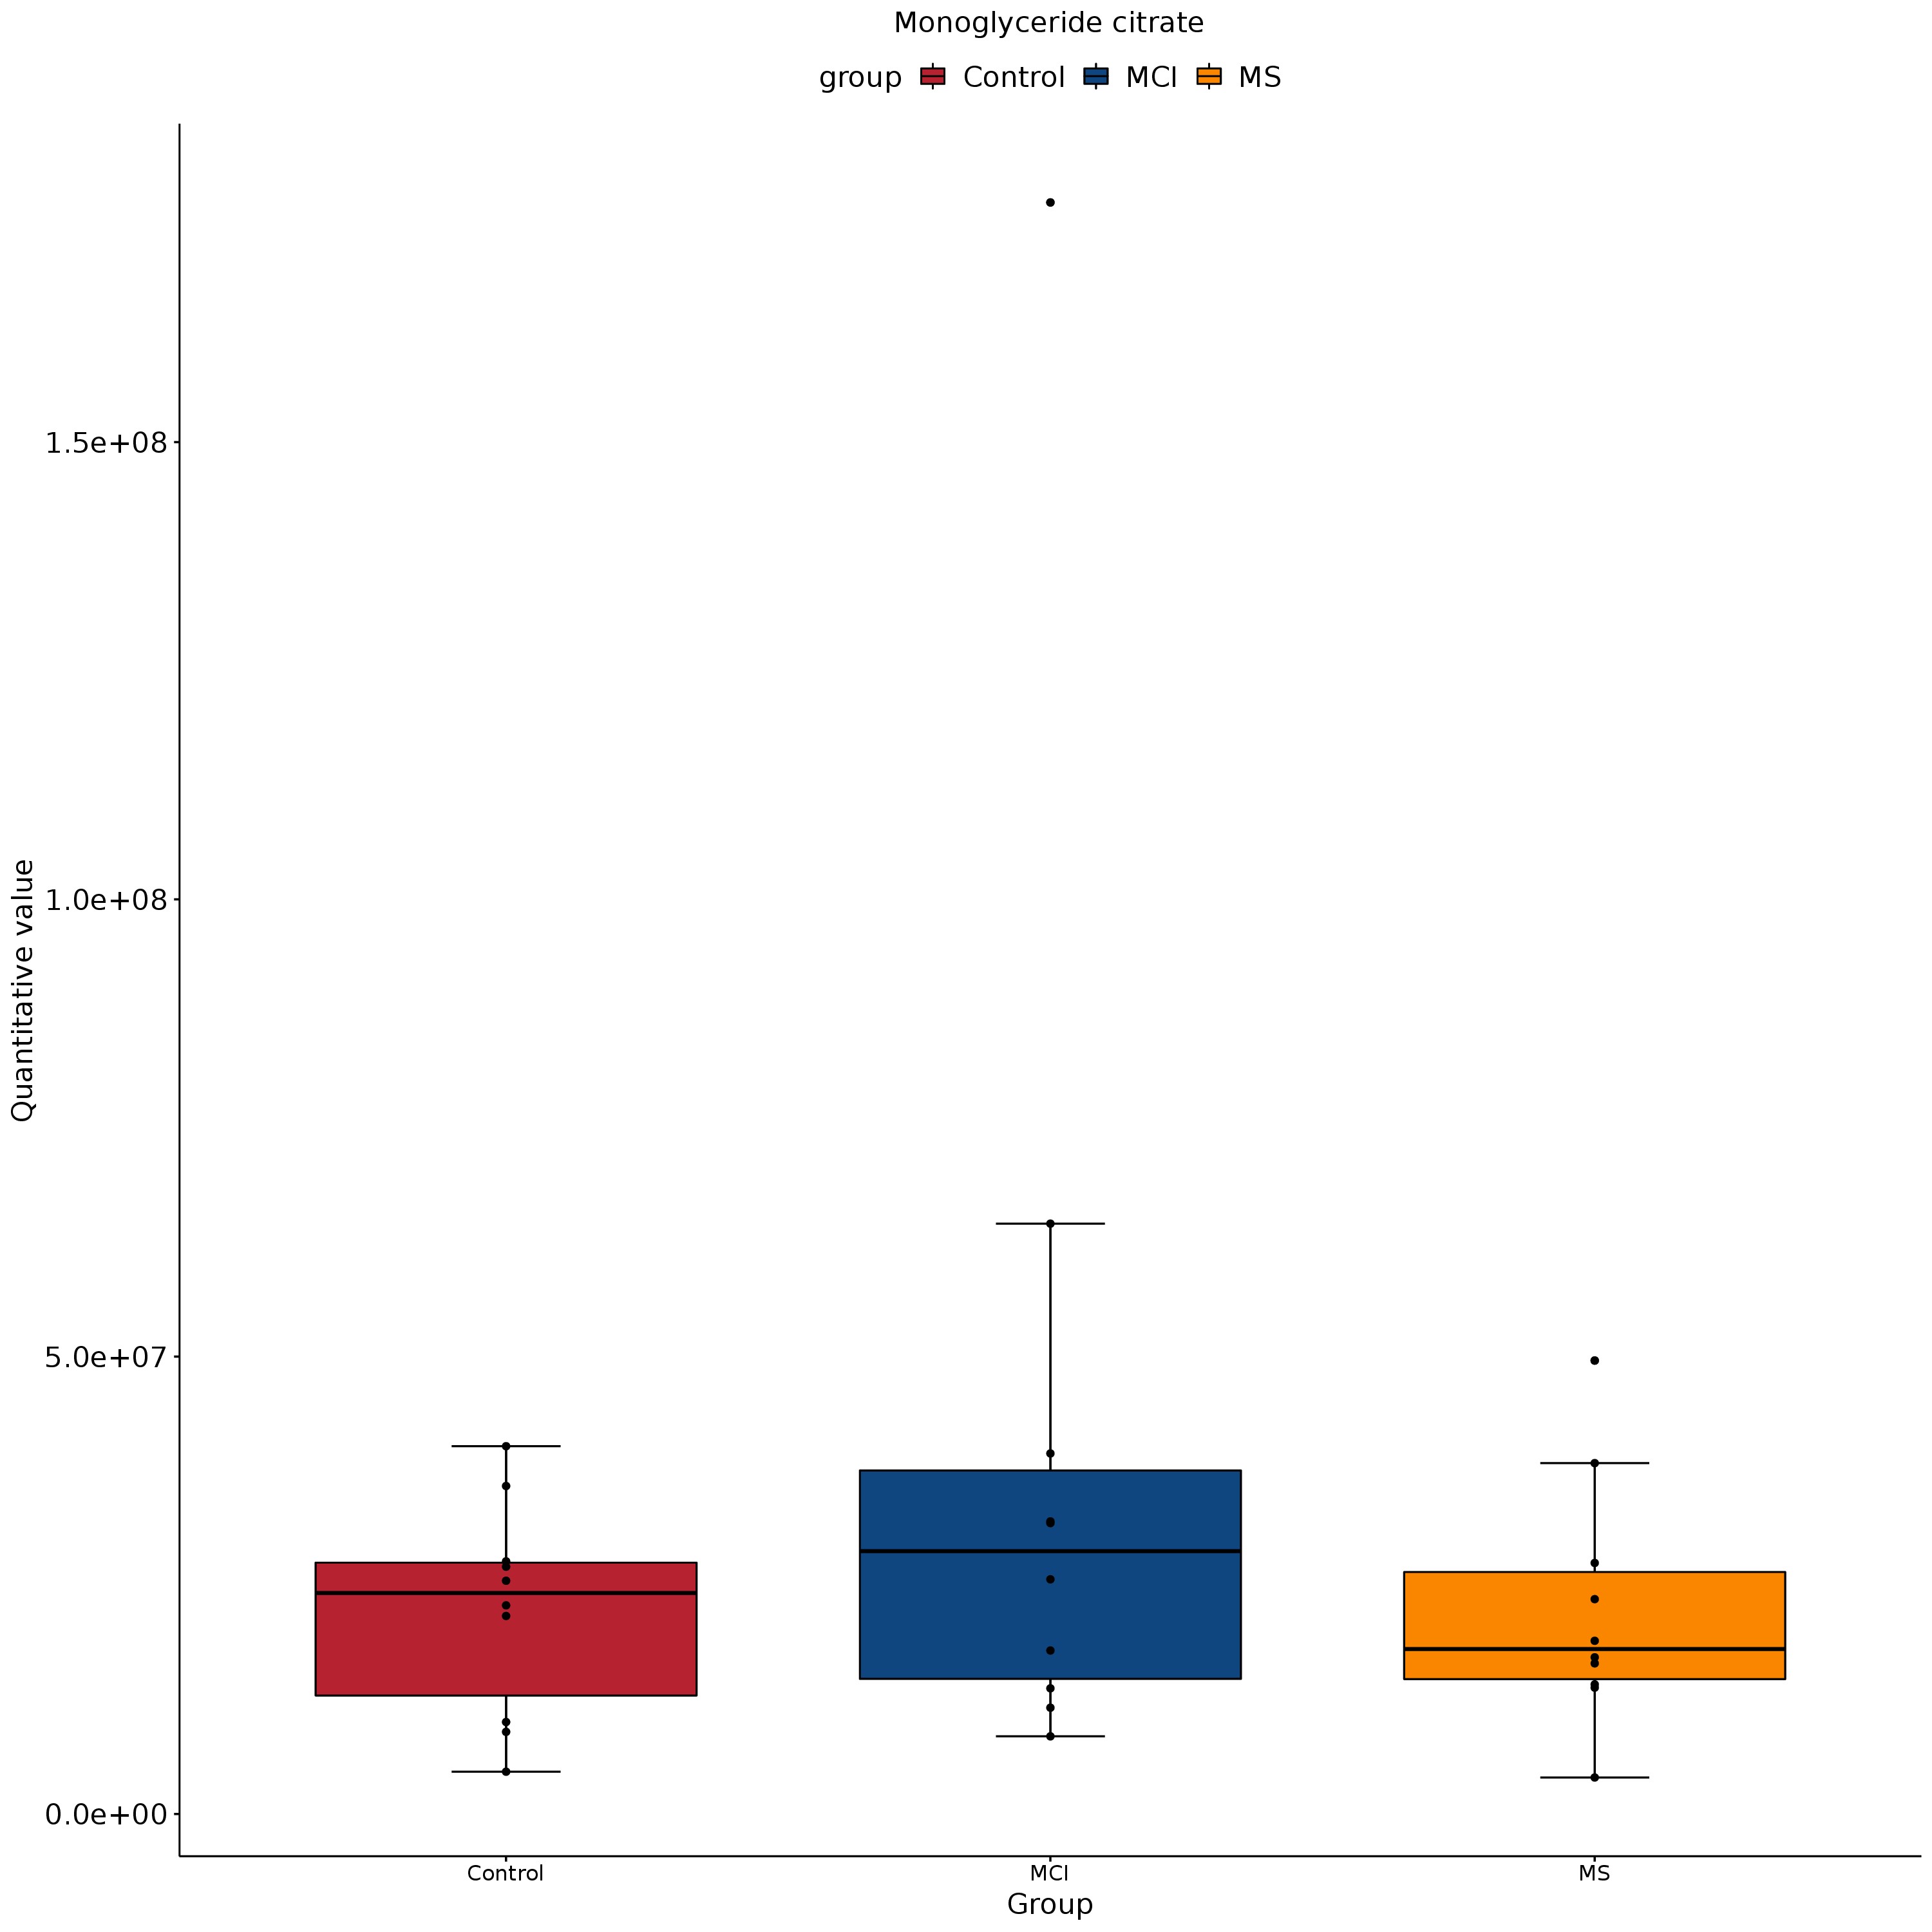 Monoglyceride citrate
group Control MCI MS
Quantitative value
1.5e+08
1.0e+08
5.0e+07
0.0e+00
Control MCI MS
Group